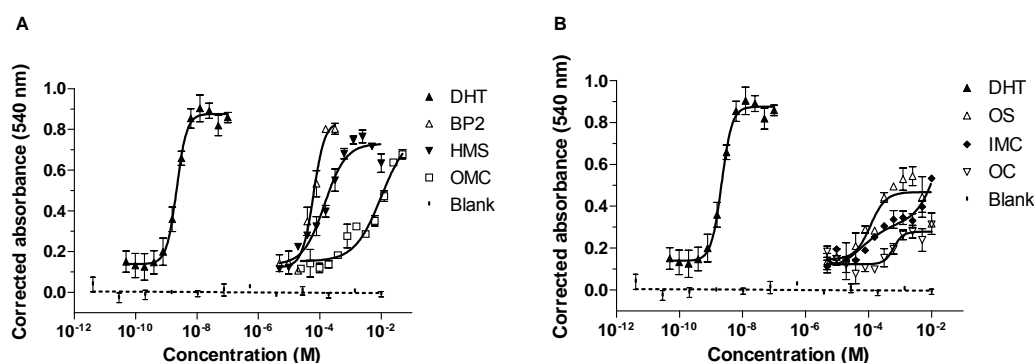 A
Corrected absorbance (540 nm)
1.0
0.8
0.6
0.4
0.2
0.0
10-12
10-10
10-8
10-6
10-4
10-2
Concentration (M)
DHT
BP2
HMS
OMC
Blank
B
Corrected absorbance (540 nm)
1.0
0.8
0.6
0.4
0.2
0.0
10-12
10-10
10-8
10-6
10-4
10-2
Concentration (M)
DHT
OS
IMC
OC
Blank